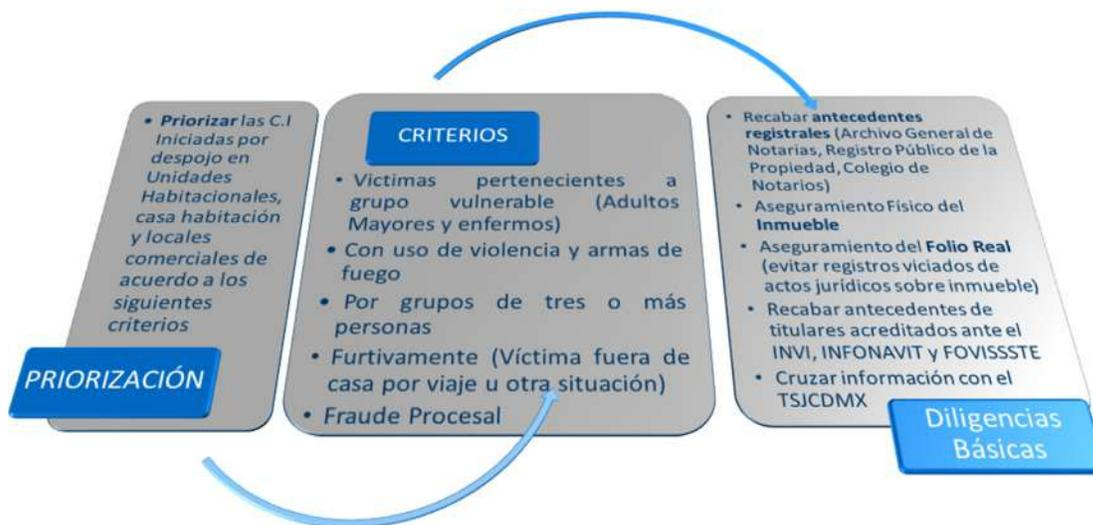 • Priorizar las C.I
Iniciadas por
despojo en
Unidades
Habitacionales,
casa habitación
y locales
comerciales de
acuerdo a los
siguientes
criterios
PRIORIZACIÓN
CRITERIOS
• Victimas pertenecientes a
grupo vulnerable (Adultos
Mayores y enfermos)
• Con uso de violencia y armas de
fuego
• Por grupos de tres o más
personas
• Furtivamente (Víctima fuera de
casa por viaje u otra situación)
• Fraude Procesal
• Recabar antecedentes
registrales (Archivo General de
Notarias, Registro Público de la
Propiedad, Colegio de
Notarios)
• Aseguramiento Físico del
Inmueble
• Aseguramiento del Folio Real
(evitar registros viciados de
actos jurídicos sobre inmueble)
• Recabar antecedentes de
titulares acreditados ante el
INVI, INFONAVIT y FOVISSSTE
• Cruzar información con el
TSJCDMX
Diligencias
Básicas